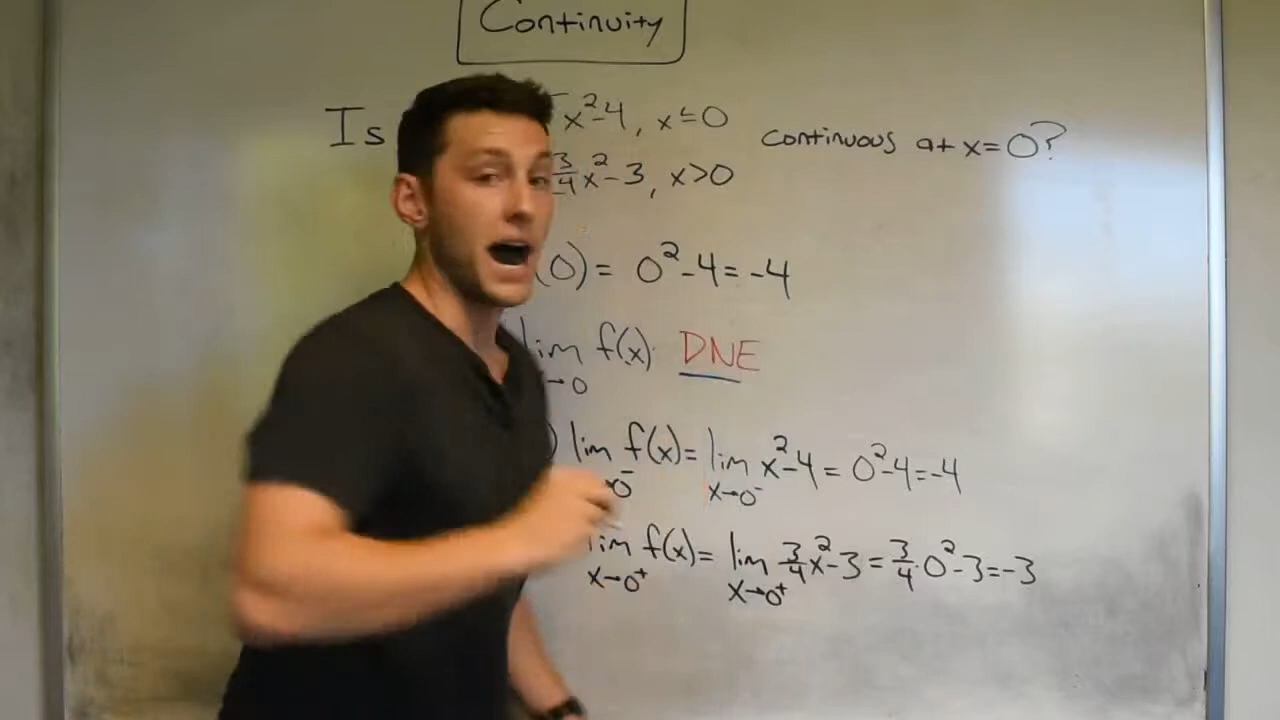 Continuity
Is x²-4, x≤0 continuous at x=0?
3/4x²-3, x>0
(0) = 0²-4=-4
lim f(x) DNE
→0
) lim f(x)= lim x²-4 = 0²-4=-4
→0⁻ x→0⁻
lim f(x)= lim 3/4x²-3 = 3/4·0²-3=-3
x→0⁺ x→0⁺